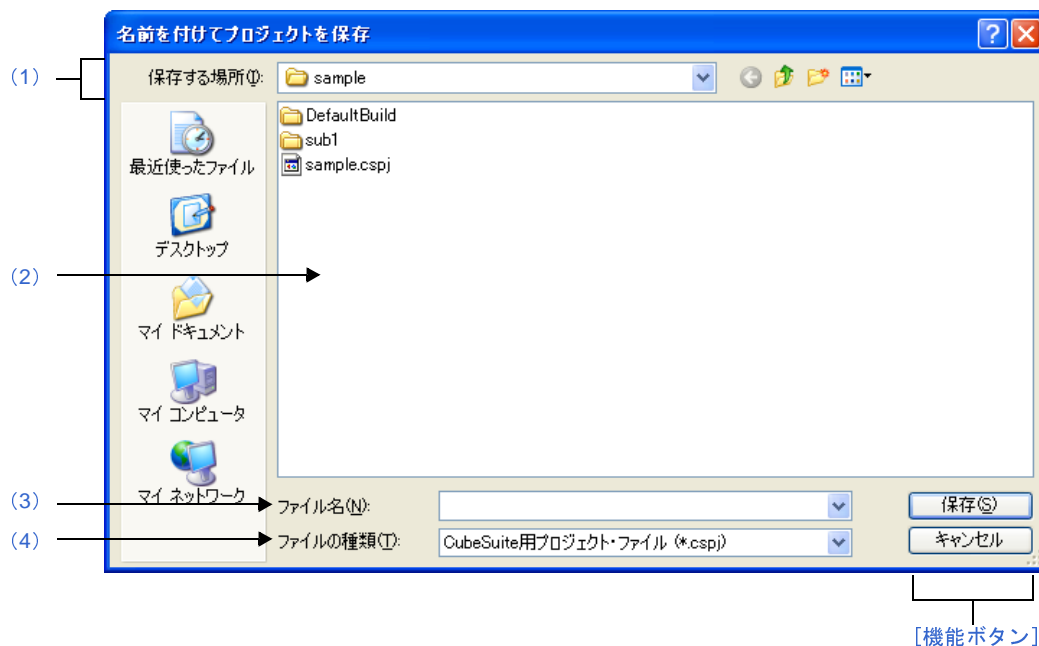 名前を付けてプロジェクトを保存
(1)
保存する場所(I):
sample
DefaultBuild
sub1
sample.cspj
最近使ったファイル
デスクトップ
(2)
マイ ドキュメント
マイ コンピュータ
マイ ネットワーク
(3)
ファイル名(N):
保存(S)
(4)
ファイルの種類(T):
CubeSuite用プロジェクト・ファイル (*.cspj)
キャンセル
[機能ボタン]